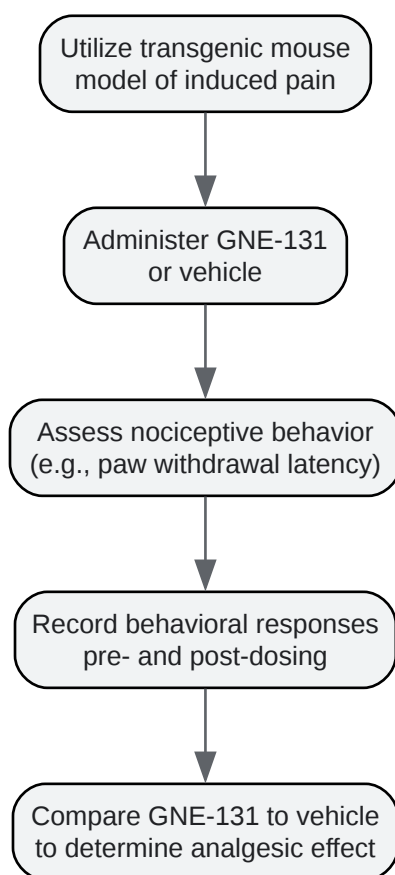 Utilize transgenic mouse
model of induced pain
Administer GNE-131
or vehicle
Assess nociceptive behavior
(e.g., paw withdrawal latency)
Record behavioral responses
pre- and post-dosing
Compare GNE-131 to vehicle
to determine analgesic effect